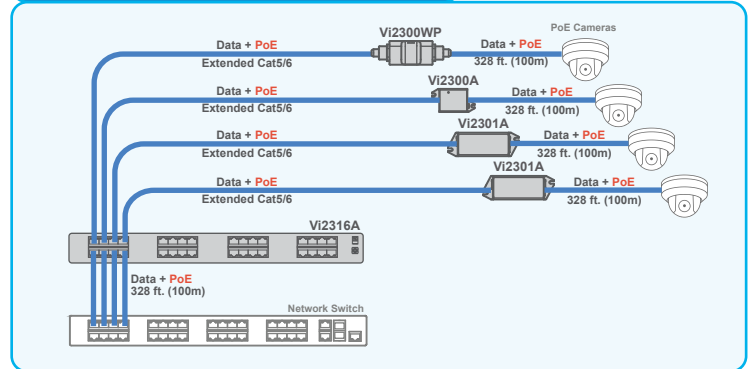 Vi2300WP
PoE Cameras
Data + PoE
Data + PoE
Extended Cat5/6
328 ft. (100m)
Vi2300A
Data + PoE
Data + PoE
Extended Cat5/6
328 ft. (100m)
Vi2301A
Data + PoE
Data + PoE
Extended Cat5/6
328 ft. (100m)
Vi2301A
Data + PoE
Data + PoE
Extended Cat5/6
328 ft. (100m)
Vi2316A
Data + PoE
328 ft. (100m)
Network Switch